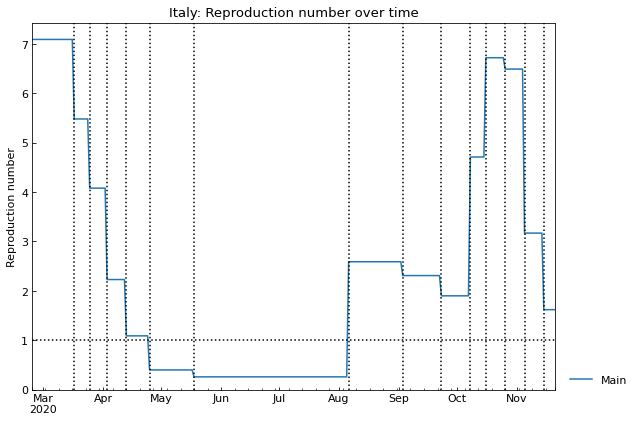 Italy: Reproduction number over time
Reproduction number
7
6
5
4
3
2
1
0
Mar Apr May Jun Jul Aug Sep Oct Nov
2020
Main